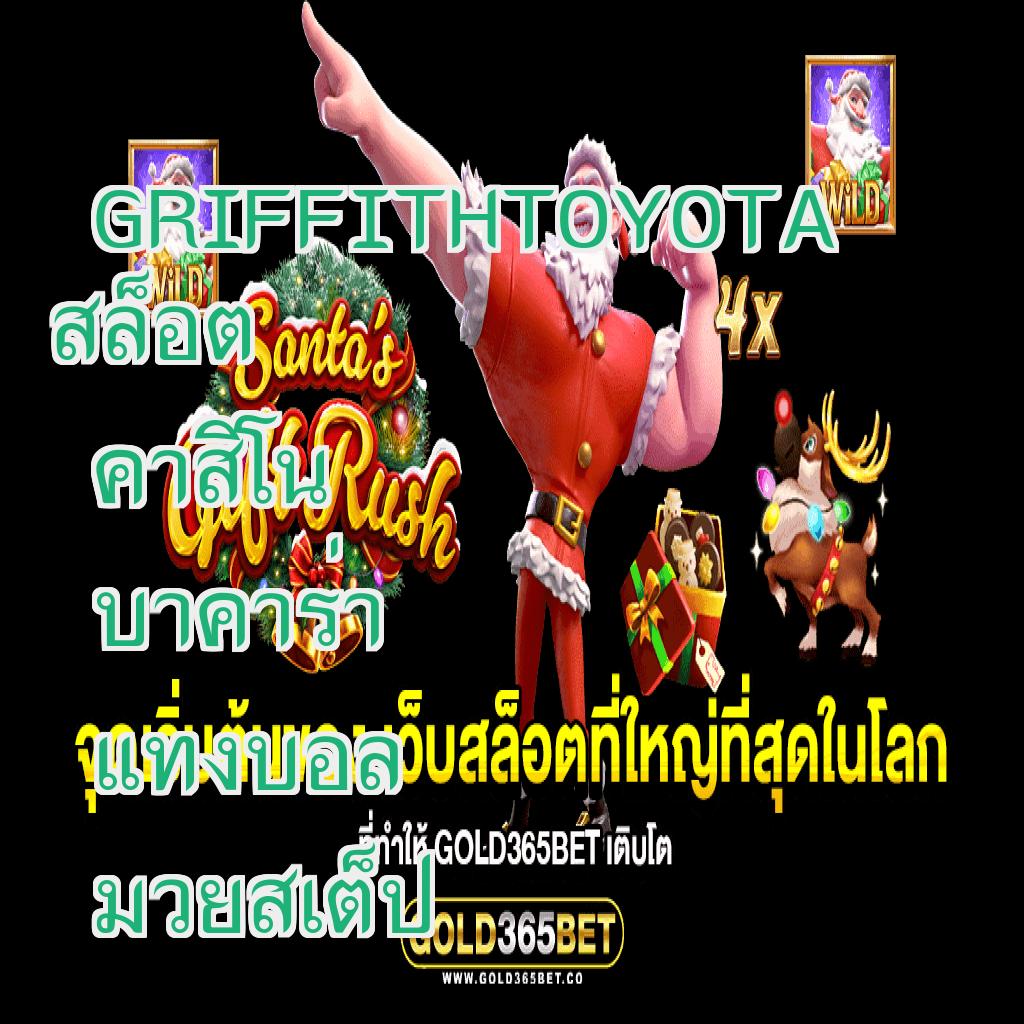 WiLD
GRIFFITHTOYOTA
WiLD
สล็อต
4x
Santa's
คาสิโน
Gift Rush
บาคาร่า
เว็บสล็อตที่ใหญ่ที่สุดในโลก
แทงบอล
ที่ทำให้ GOLD365BET เติบโต
มวยสเต็ป
GOLD365BET
WWW.GOLD365BET.CO